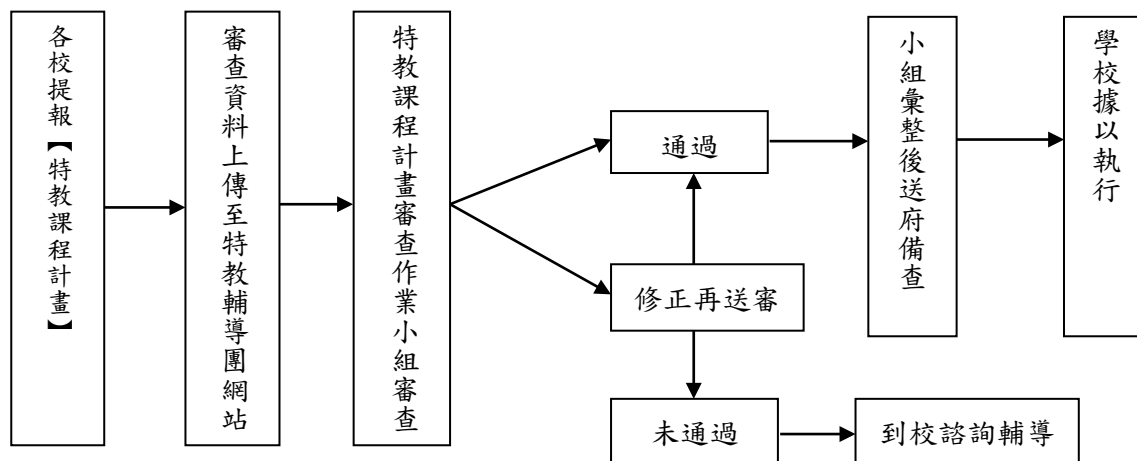 各校提報【特教課程計畫】
審查資料上傳至特教輔導團網站
特教課程計畫審查作業小組審查
通過
修正再送審
未通過
到校諮詢輔導
小組彙整後送府備查
學校據以執行